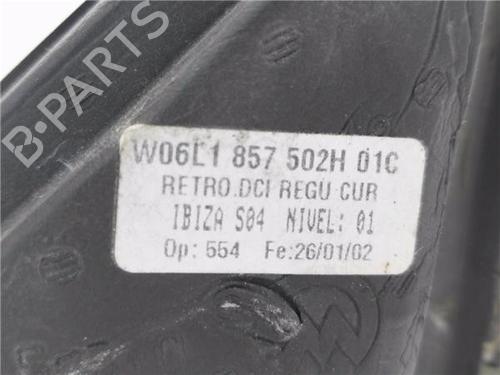 B-PARTS
W06L1 857 502H 01C
RETRO.DCI REGU CUR
IBIZA S04 NIVEL: 01
Op: 554 Fe:26/01/02